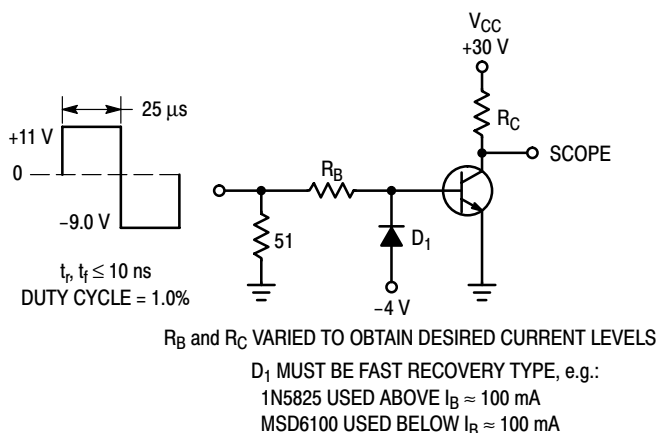 V_CC
+30 V
25 μs
+11 V
0
−9.0 V
R_C
SCOPE
R_B
51
D_1
−4 V
t_r, t_f ≤ 10 ns
DUTY CYCLE = 1.0%
R_B and R_C VARIED TO OBTAIN DESIRED CURRENT LEVELS
D_1 MUST BE FAST RECOVERY TYPE, e.g.:
1N5825 USED ABOVE I_B ≈ 100 mA
MSD6100 USED BELOW I_B ≈ 100 mA